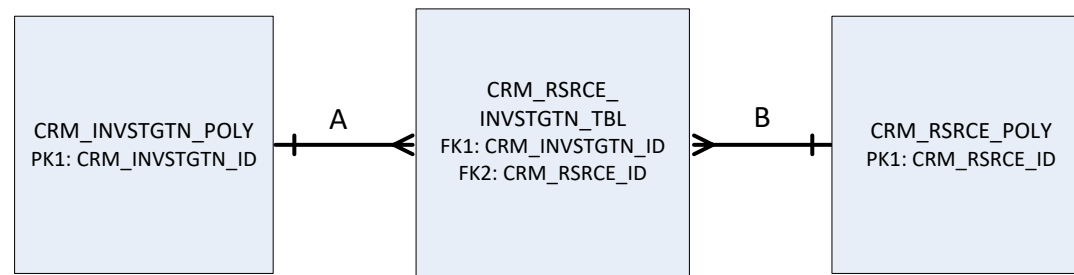 CRM_INVSTGTN_POLY
PK1: CRM_INVSTGTN_ID
A
CRM_RSRCE_
INVSTGTN_TBL
FK1: CRM_INVSTGTN_ID
FK2: CRM_RSRCE_ID
B
CRM_RSRCE_POLY
PK1: CRM_RSRCE_ID